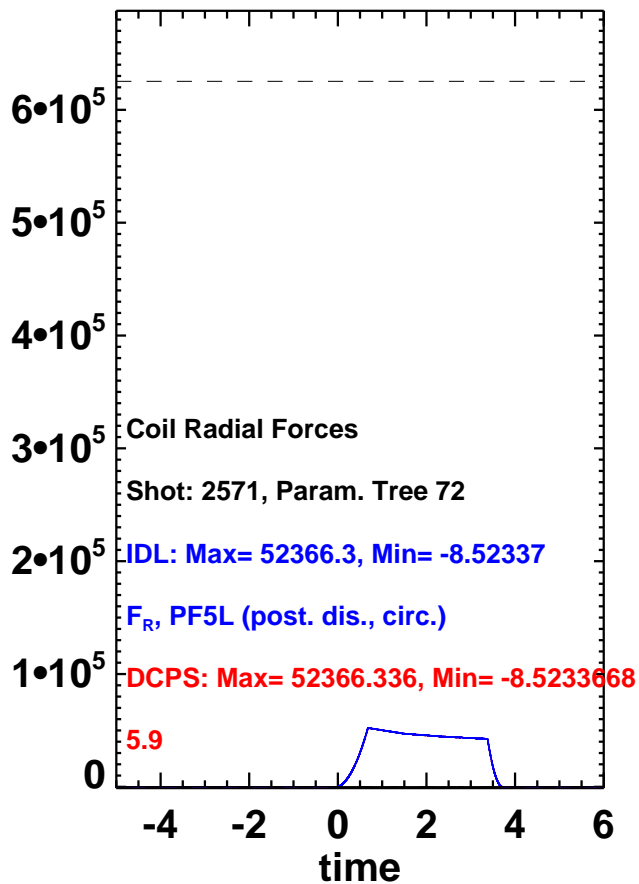 6•10⁵
5•10⁵
4•10⁵
3•10⁵
2•10⁵
1•10⁵
0
Coil Radial Forces
Shot: 2571, Param. Tree 72
IDL: Max= 52366.3, Min= -8.52337
F_R, PF5L (post. dis., circ.)
DCPS: Max= 52366.336, Min= -8.5233668
5.9
-4 -2 0 2 4 6
time